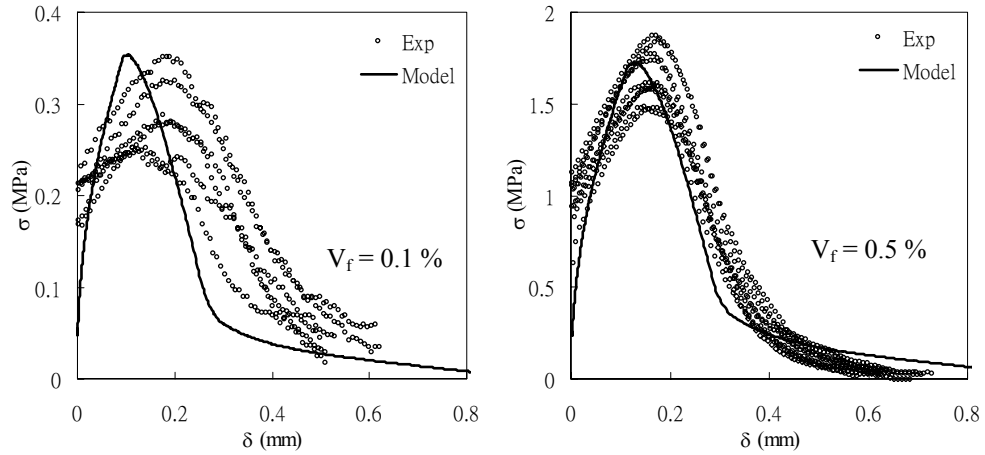 0.4
0.3
0.2
0.1
0
σ (MPa)
Exp
Model
V_f = 0.1 %
0
0.2
0.4
0.6
0.8
δ (mm)
2
1.5
1
0.5
0
σ (MPa)
Exp
Model
V_f = 0.5 %
0
0.2
0.4
0.6
0.8
δ (mm)